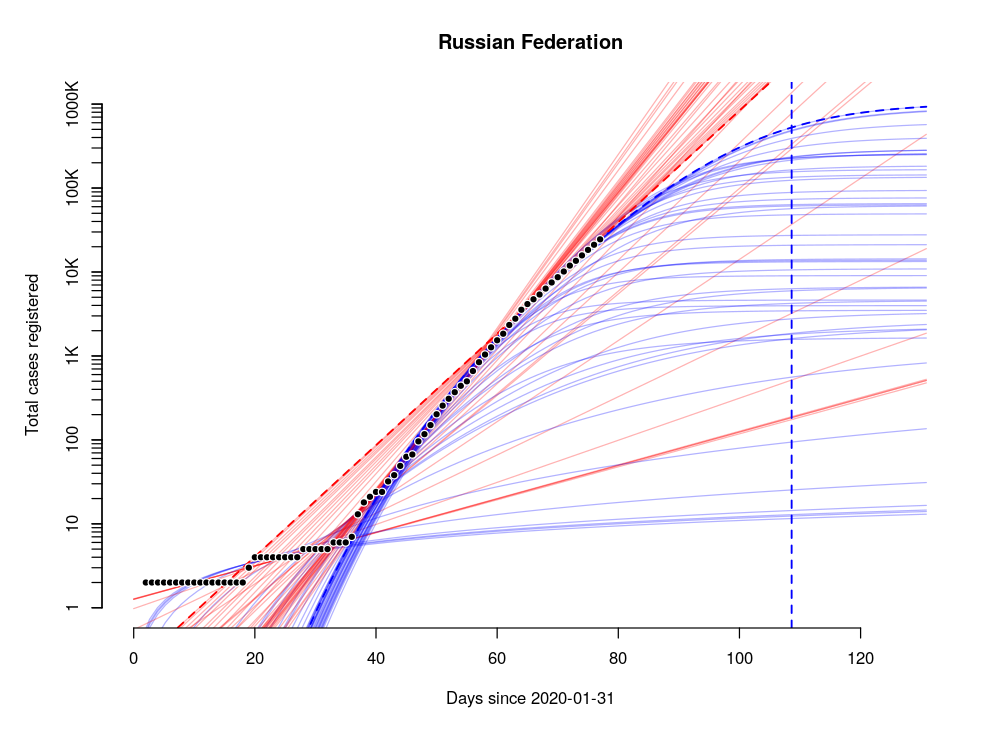 Russian Federation
Total cases registered
1000K
100K
10K
1K
100
10
1
0 20 40 60 80 100 120
Days since 2020-01-31